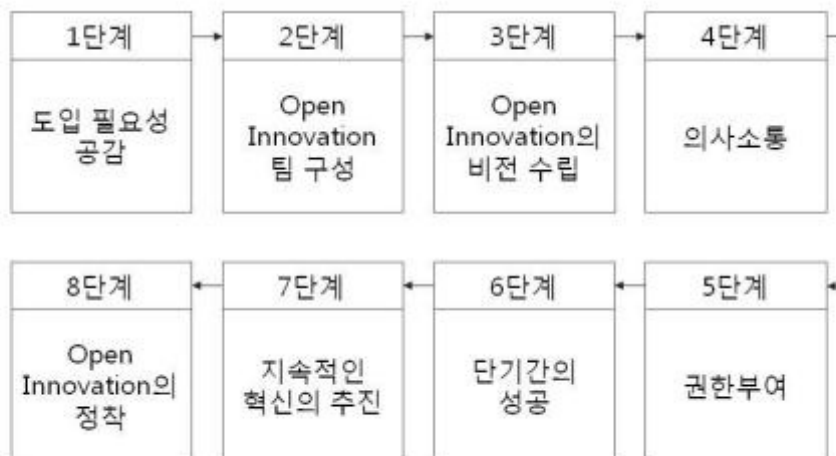 1단계
도입 필요성
공감
2단계
Open
Innovation
팀 구성
3단계
Open
Innovation의
비전 수립
4단계
의사소통
5단계
권한부여
6단계
단기간의
성공
7단계
지속적인
혁신의 추진
8단계
Open
Innovation의
정착